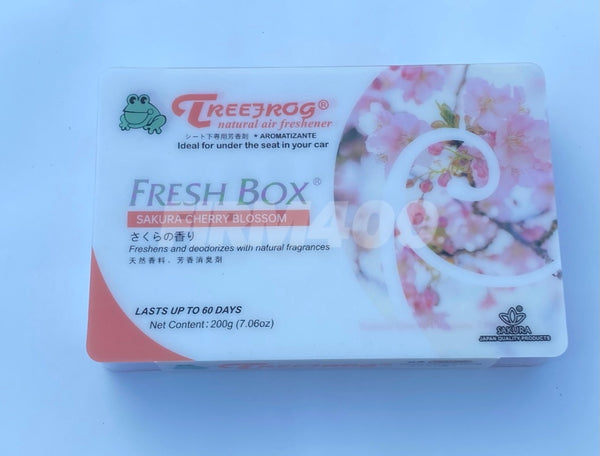 TREEFROG®
natural air freshener
シート下専用芳香剤 • AROMATIZANTE
Ideal for under the seat in your car
FRESH BOX®
SAKURA CHERRY BLOSSOM
さくらの香り
Freshens and deodorizes with natural fragrances
天然香料、芳香消臭剤
LASTS UP TO 60 DAYS
Net Content: 200g (7.06oz)
SAKURA
JAPAN QUALITY PRODUCTS
TREEFROG